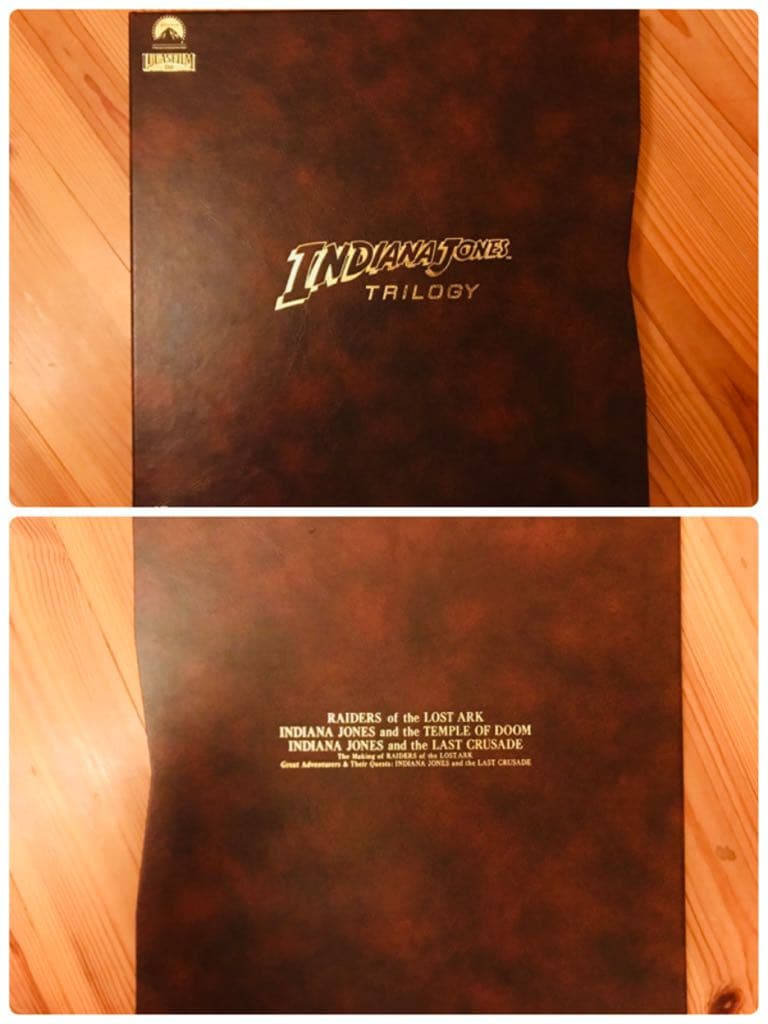 LUCASFILM
INDIANA JONES™
TRILOGY
RAIDERS of the LOST ARK
INDIANA JONES and the TEMPLE OF DOOM
INDIANA JONES and the LAST CRUSADE
The Making of RAIDERS of the LOST ARK
Great Adventurers & Their Quests: INDIANA JONES and the LAST CRUSADE